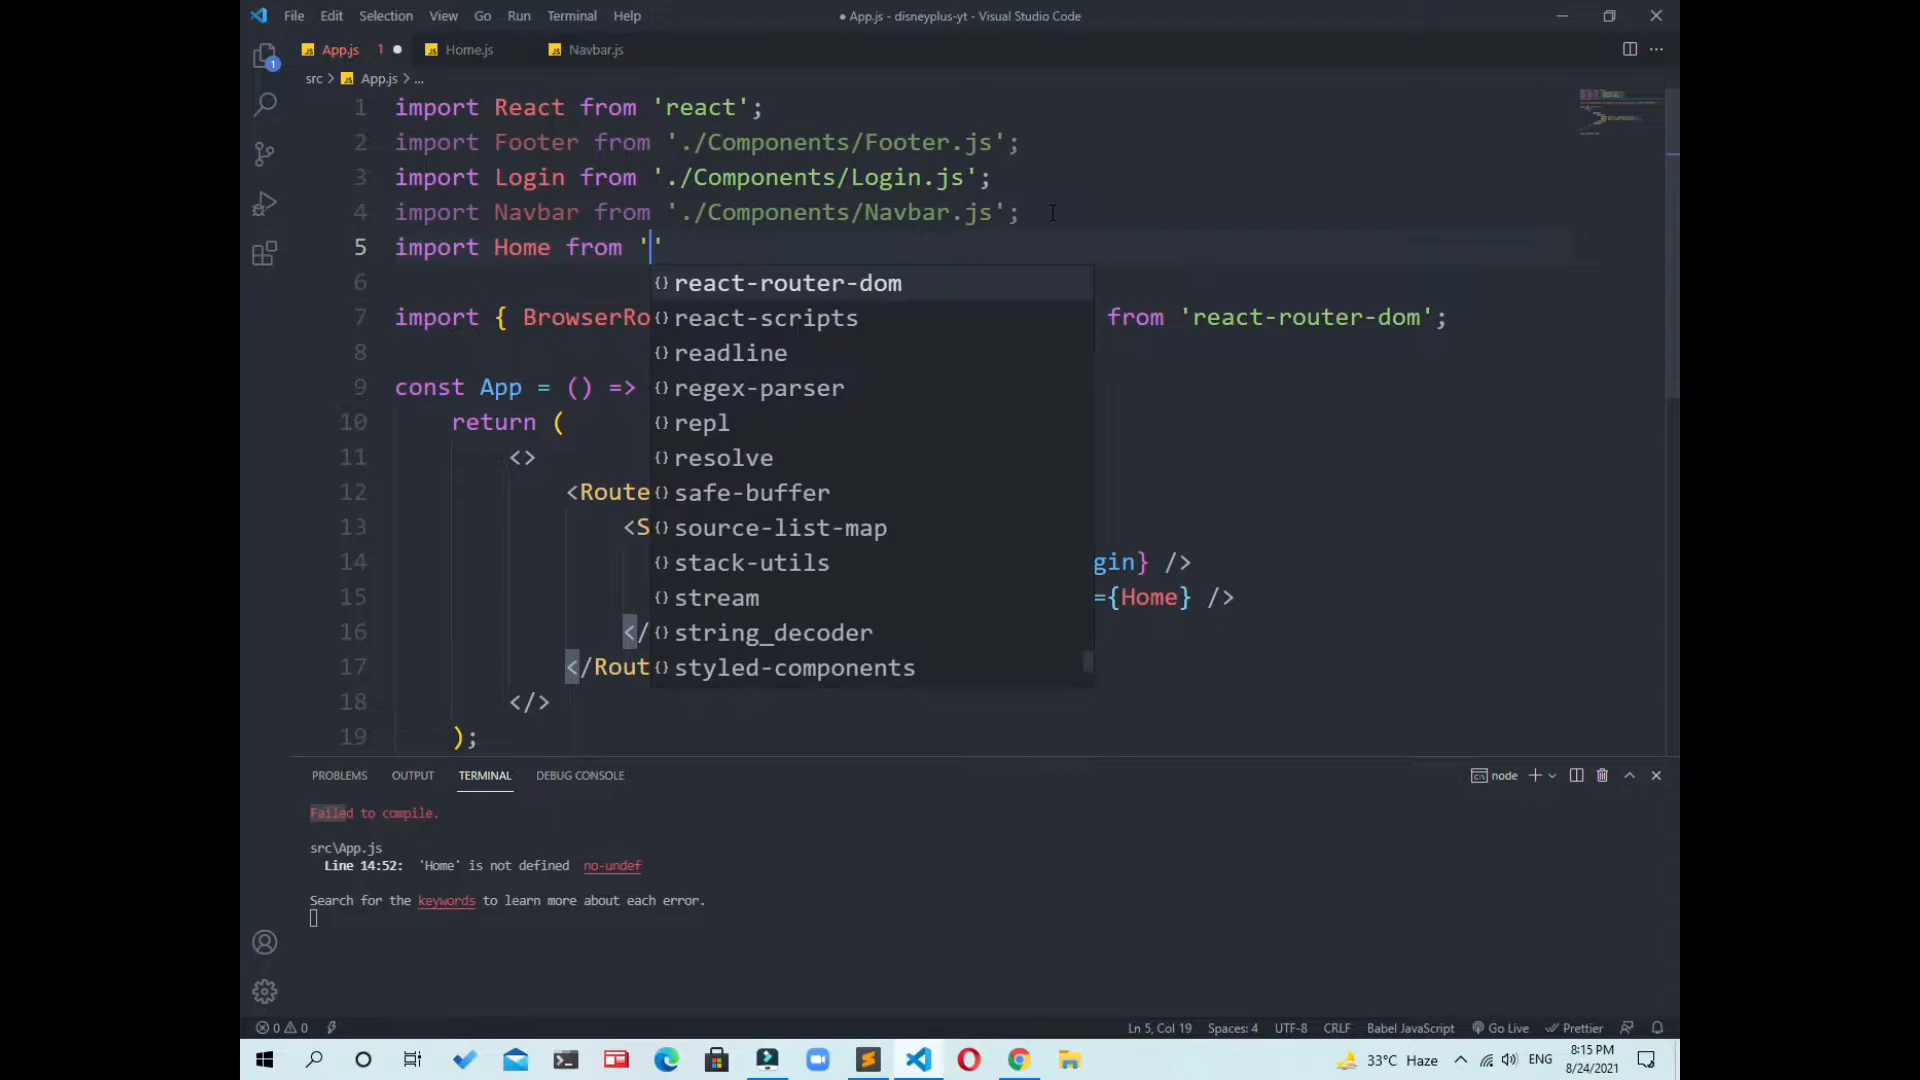 File Edit Selection View Go Run Terminal Help
● App.js - disneyplus-yt - Visual Studio Code
App.js 1 Home.js Navbar.js
src > App.js > ...
1 import React from 'react';
2 import Footer from './Components/Footer.js';
3 import Login from './Components/Login.js';
4 import Navbar from './Components/Navbar.js';
5 import Home from ''
6
react-router-dom
7 import { BrowserRo from 'react-router-dom';
react-scripts
8
readline
9 const App = () =>
regex-parser
10 return (
repl
11 <>
resolve
12 <Route
safe-buffer
13 <S
source-list-map
14 gin} />
stack-utils
15 ={Home} />
stream
16 </
string_decoder
17 </Rout
styled-components
18 </>
19 );
PROBLEMS OUTPUT TERMINAL DEBUG CONSOLE
node
Failed to compile.
src\App.js
Line 14:52: 'Home' is not defined no-undef
Search for the keywords to learn more about each error.
0 0
Ln 5, Col 19 Spaces: 4 UTF-8 CRLF Babel JavaScript Go Live Prettier
33°C Haze ENG
8:15 PM
8/24/2021